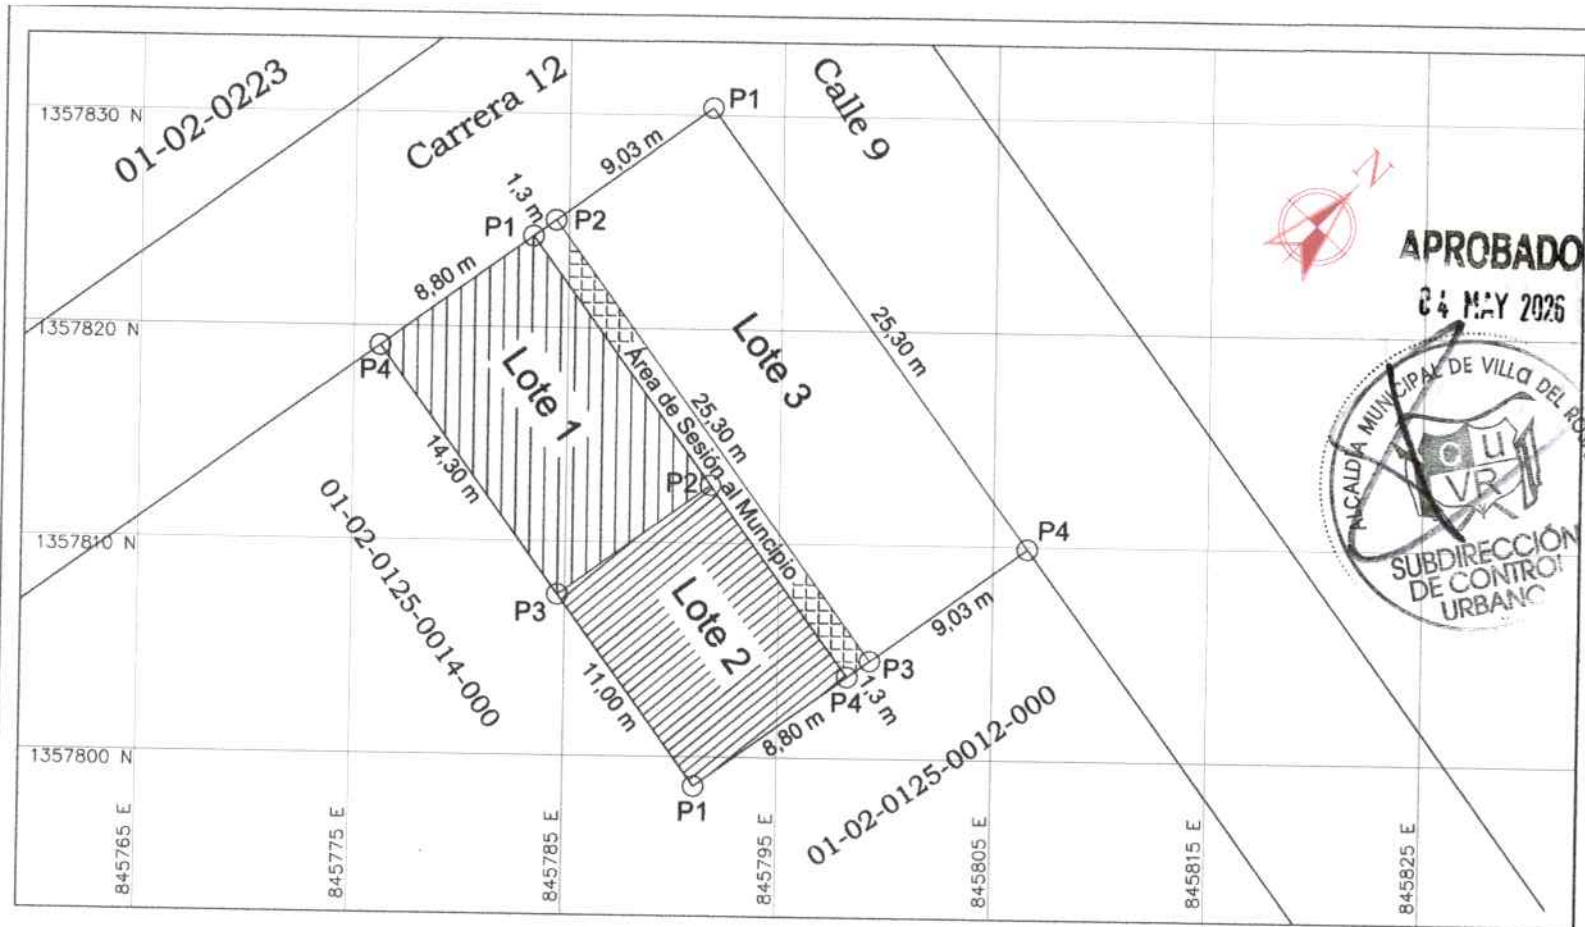 01-02-0223
Carrera 12
Calle 9
1357830 N
P1
9,03 m
1,3 m
P2
P1
8,80 m
N
APROBADO
04 MAY 2026
1357820 N
P4
Lote 1
Lote 3
25,30 m
Area de Sesión al Muncipio
25,30 m
14,30 m
P2
ALCALDIA MUNICIPAL DE VILLA DEL
CU
VR
SUBDIRECCIÓN
DE CONTROL
URBANO
1357810 N
01-02-0125-0014-000
P3
Lote 2
P4
9,03 m
P3
P4
1,3 m
11,00 m
8,80 m
01-02-0125-0012-000
1357800 N
P1
845765 E
845775 E
845785 E
845795 E
845805 E
845815 E
845825 E